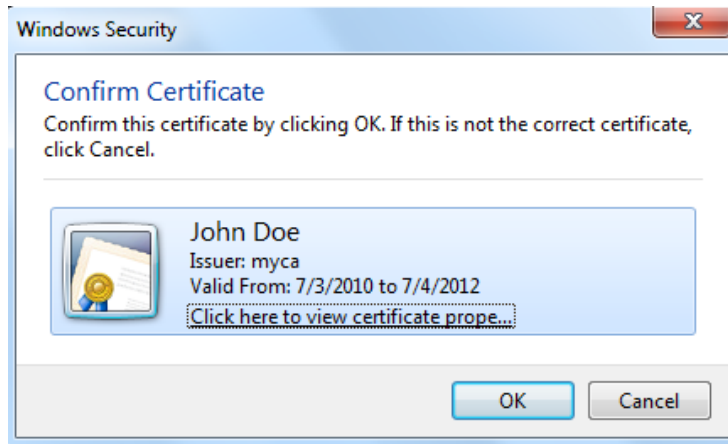 Windows Security
Confirm Certificate
Confirm this certificate by clicking OK. If this is not the correct certificate,
click Cancel.
John Doe
Issuer: myca
Valid From: 7/3/2010 to 7/4/2012
Click here to view certificate prope...
OK Cancel